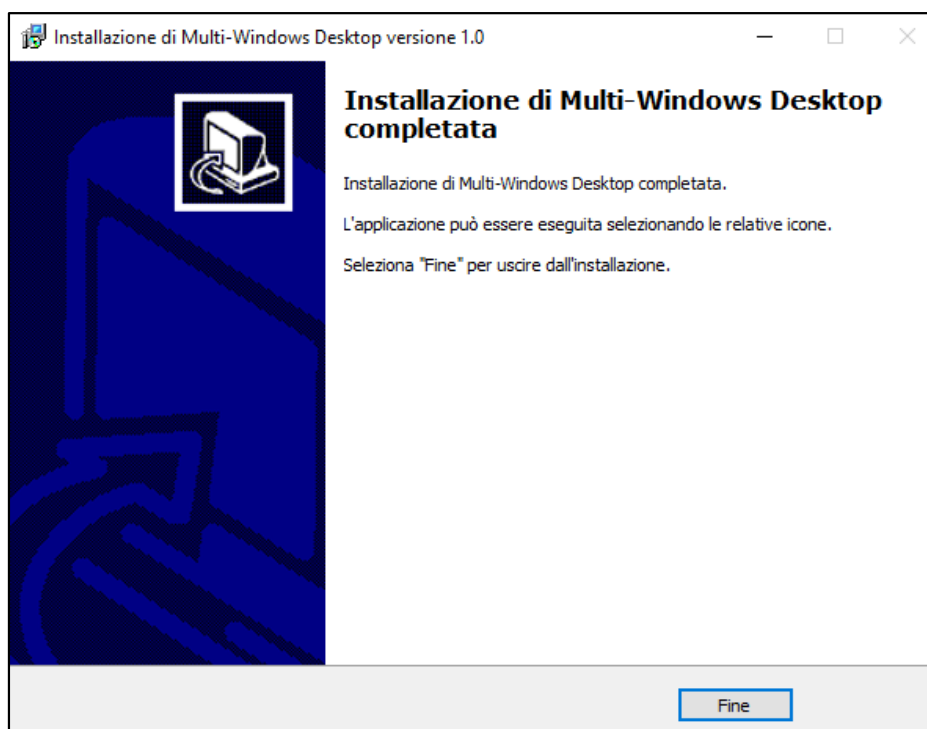 Installazione di Multi-Windows Desktop versione 1.0
Installazione di Multi-Windows Desktop
completata
Installazione di Multi-Windows Desktop completata.
L'applicazione può essere eseguita selezionando le relative icone.
Seleziona "Fine" per uscire dall'installazione.
Fine